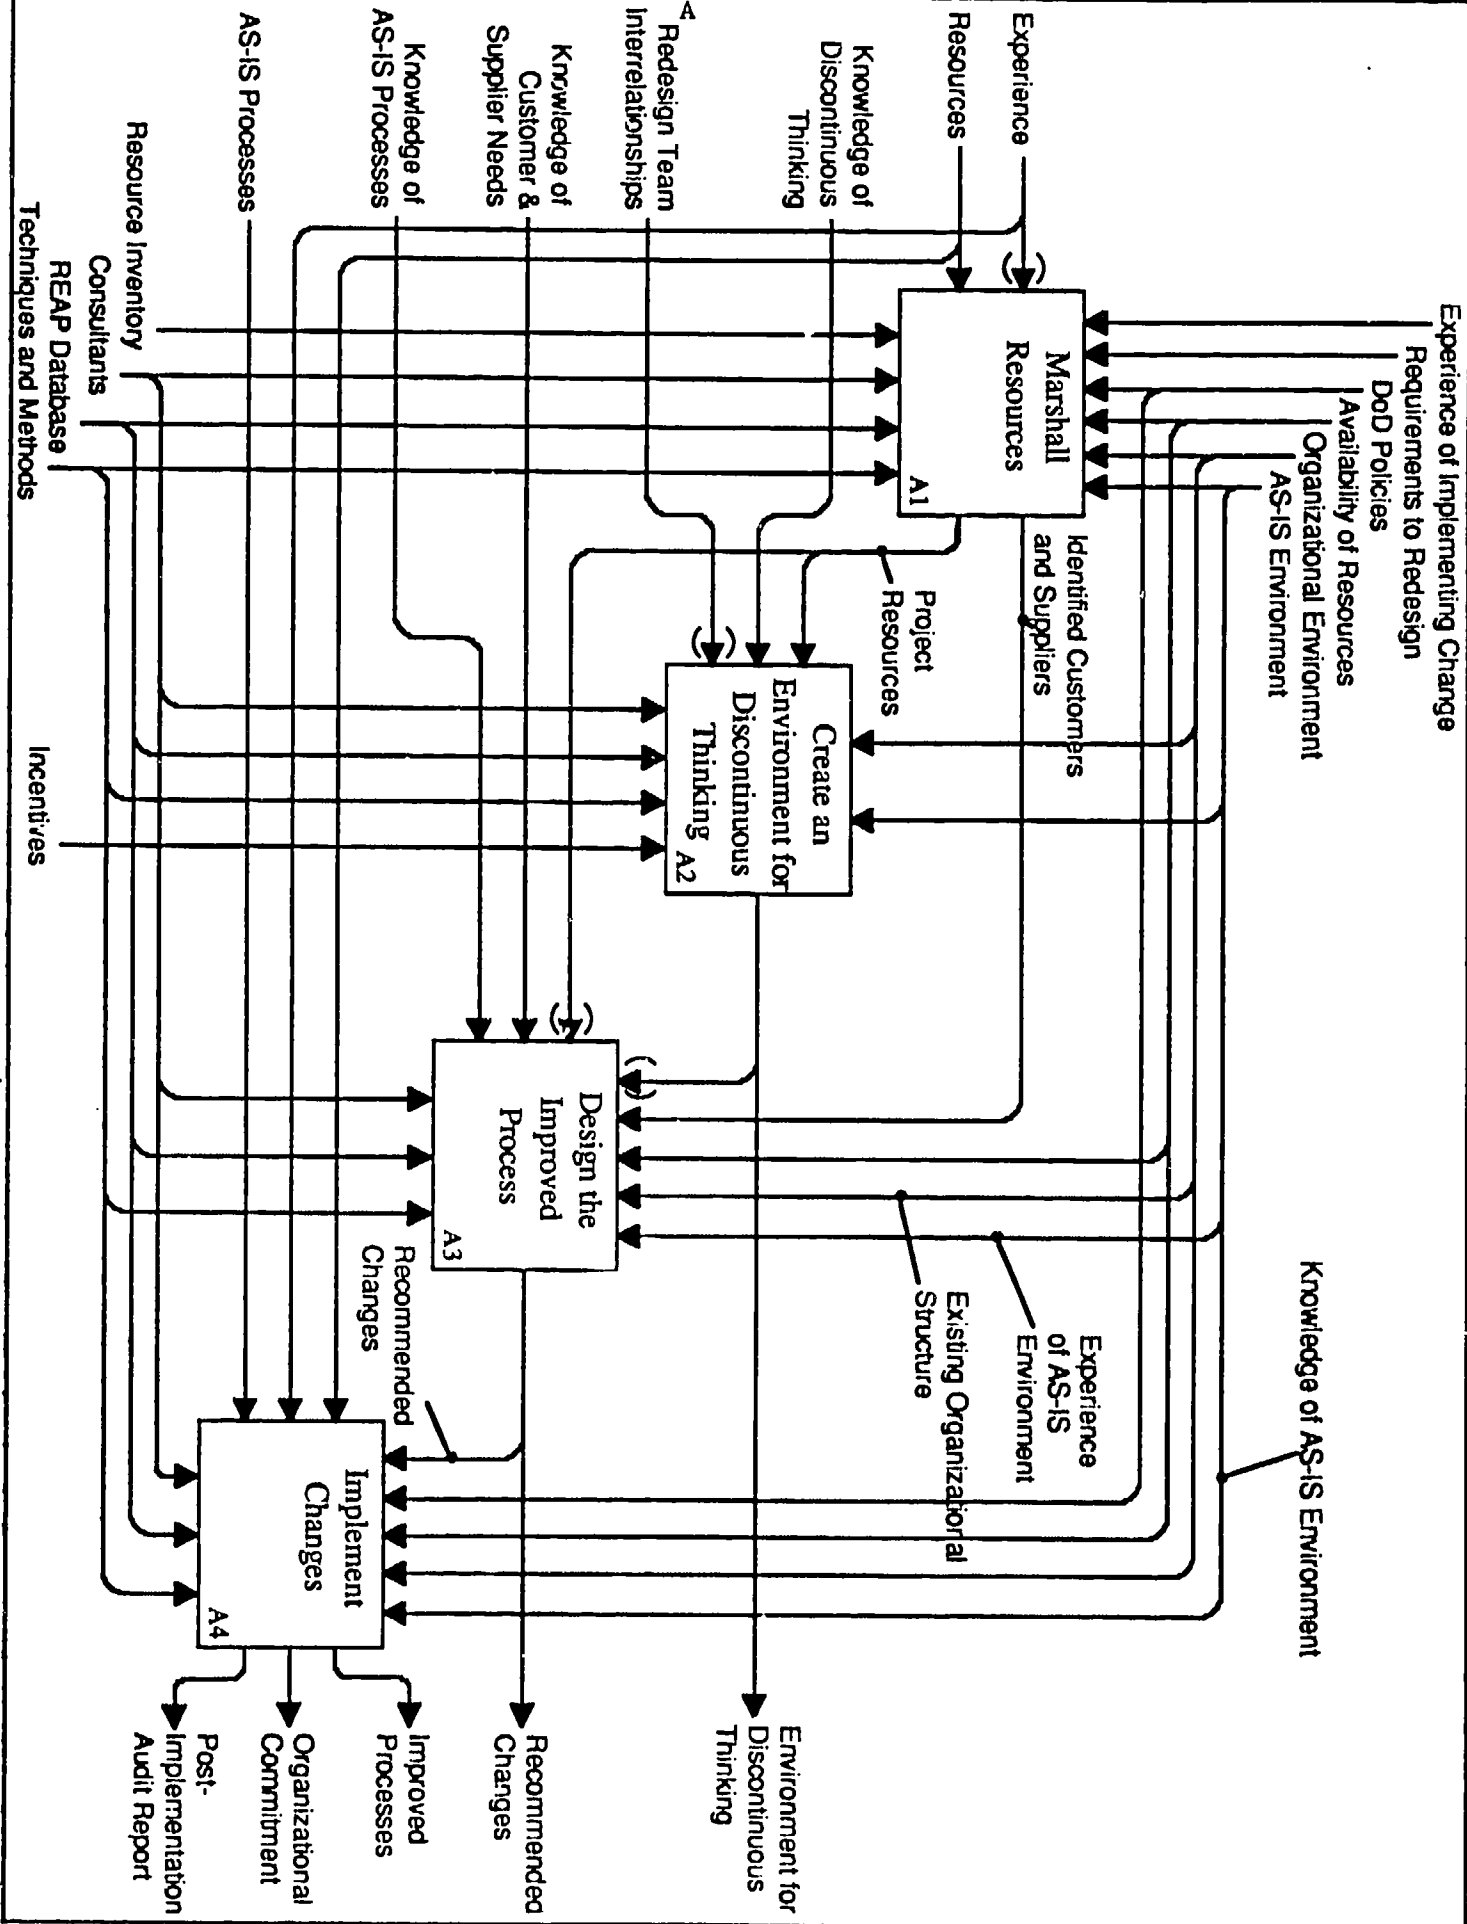 Experience of Implementing Change
Requirements to Redesign
DoD Policies
Availability of Resources
Organizational Environment
AS-IS Environment
Knowledge of AS-IS Environment
Experience
Resources
Marshall
Resources
A1
Identified Customers
and Suppliers
Project
Resources
Experience
of AS-IS
Environment
Existing Organizational
Structure
Knowledge of
Discontinuous
Thinking
A
Redesign Team
Interrelationships
Create an
Environment for
Discontinuous
Thinking
A2
Environment for
Discontinuous
Thinking
Knowledge of
Customer &
Supplier Needs
Knowledge of
AS-IS Processes
Design the
Improved
Process
A3
Recommended
Changes
Recommended
Changes
AS-IS Processes
Implement
Changes
A4
Improved
Processes
Organizational
Commitment
Post-
Implementation
Audit Report
Resource Inventory
Consultants
REAP Database
Techniques and Methods
Incentives